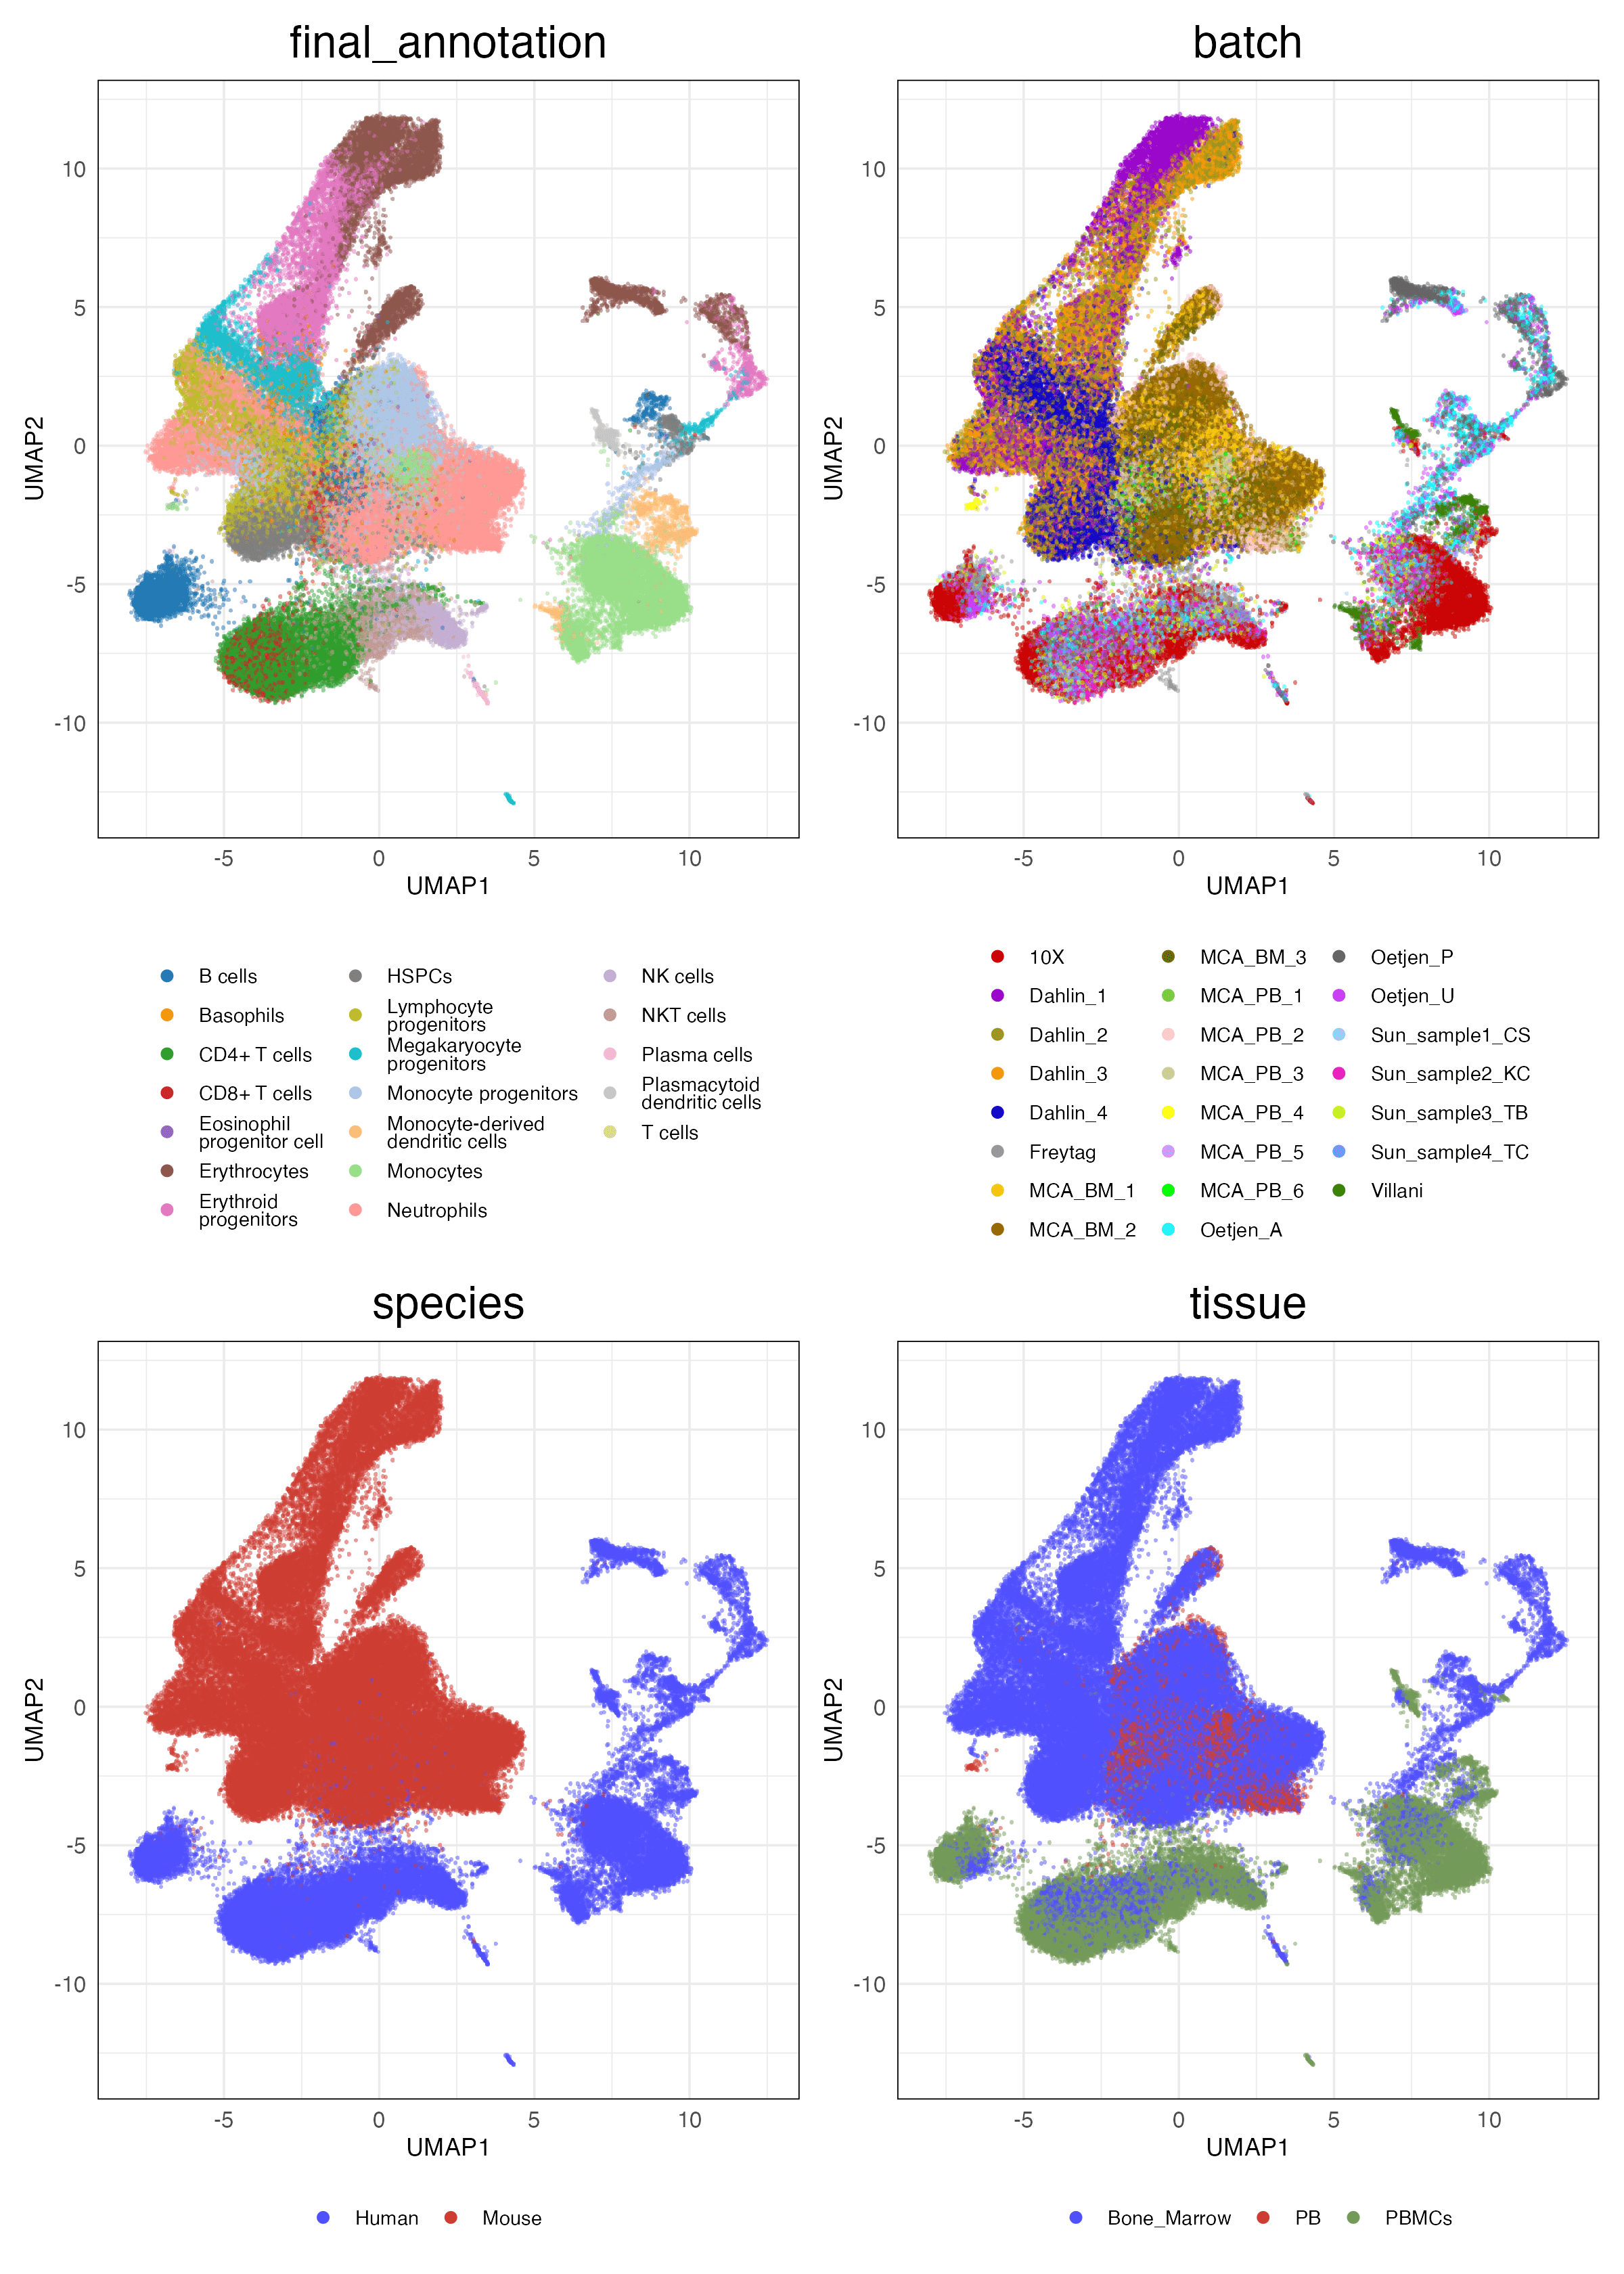 final_annotation
batch
10
5
0
-5
-10
UMAP2
-5
0
5
10
UMAP1
10
5
0
-5
-10
UMAP2
-5
0
5
10
UMAP1
B cells
Basophils
CD4+ T cells
CD8+ T cells
Eosinophil
progenitor cell
Erythrocytes
Erythroid
progenitors
HSPCs
Lymphocyte
progenitors
Megakaryocyte
progenitors
Monocyte progenitors
Monocyte-derived
dendritic cells
Monocytes
Neutrophils
NK cells
NKT cells
Plasma cells
Plasmacytoid
dendritic cells
T cells
10X
Dahlin_1
Dahlin_2
Dahlin_3
Dahlin_4
Freytag
MCA_BM_1
MCA_BM_2
MCA_BM_3
MCA_PB_1
MCA_PB_2
MCA_PB_3
MCA_PB_4
MCA_PB_5
MCA_PB_6
Oetjen_A
Oetjen_P
Oetjen_U
Sun_sample1_CS
Sun_sample2_KC
Sun_sample3_TB
Sun_sample4_TC
Villani
species
tissue
10
5
0
-5
-10
UMAP2
-5
0
5
10
UMAP1
10
5
0
-5
-10
UMAP2
-5
0
5
10
UMAP1
Human
Mouse
Bone_Marrow
PB
PBMCs